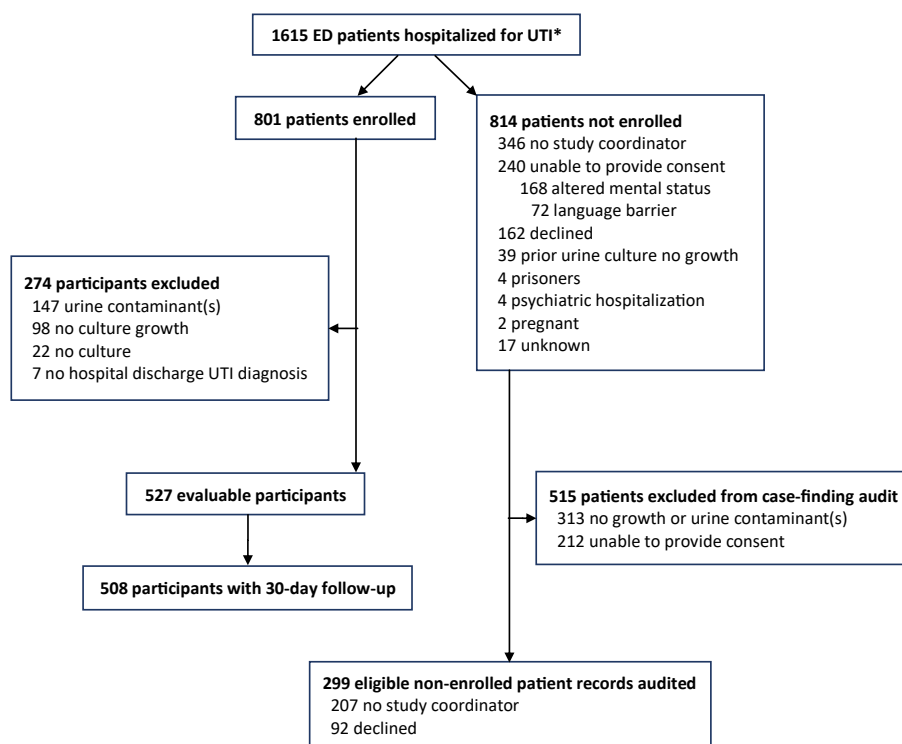 1615 ED patients hospitalized for UTI*
801 patients enrolled
814 patients not enrolled
346 no study coordinator
240 unable to provide consent
168 altered mental status
72 language barrier
162 declined
39 prior urine culture no growth
4 prisoners
4 psychiatric hospitalization
2 pregnant
17 unknown
274 participants excluded
147 urine contaminant(s)
98 no culture growth
22 no culture
7 no hospital discharge UTI diagnosis
527 evaluable participants
515 patients excluded from case-finding audit
313 no growth or urine contaminant(s)
212 unable to provide consent
508 participants with 30-day follow-up
299 eligible non-enrolled patient records audited
207 no study coordinator
92 declined